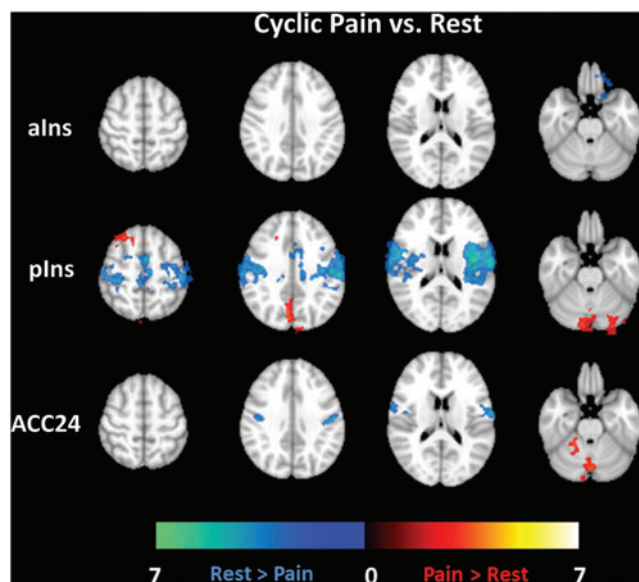 Cyclic Pain vs. Rest
aIns
pIns
ACC24
7 Rest > Pain 0 Pain > Rest 7